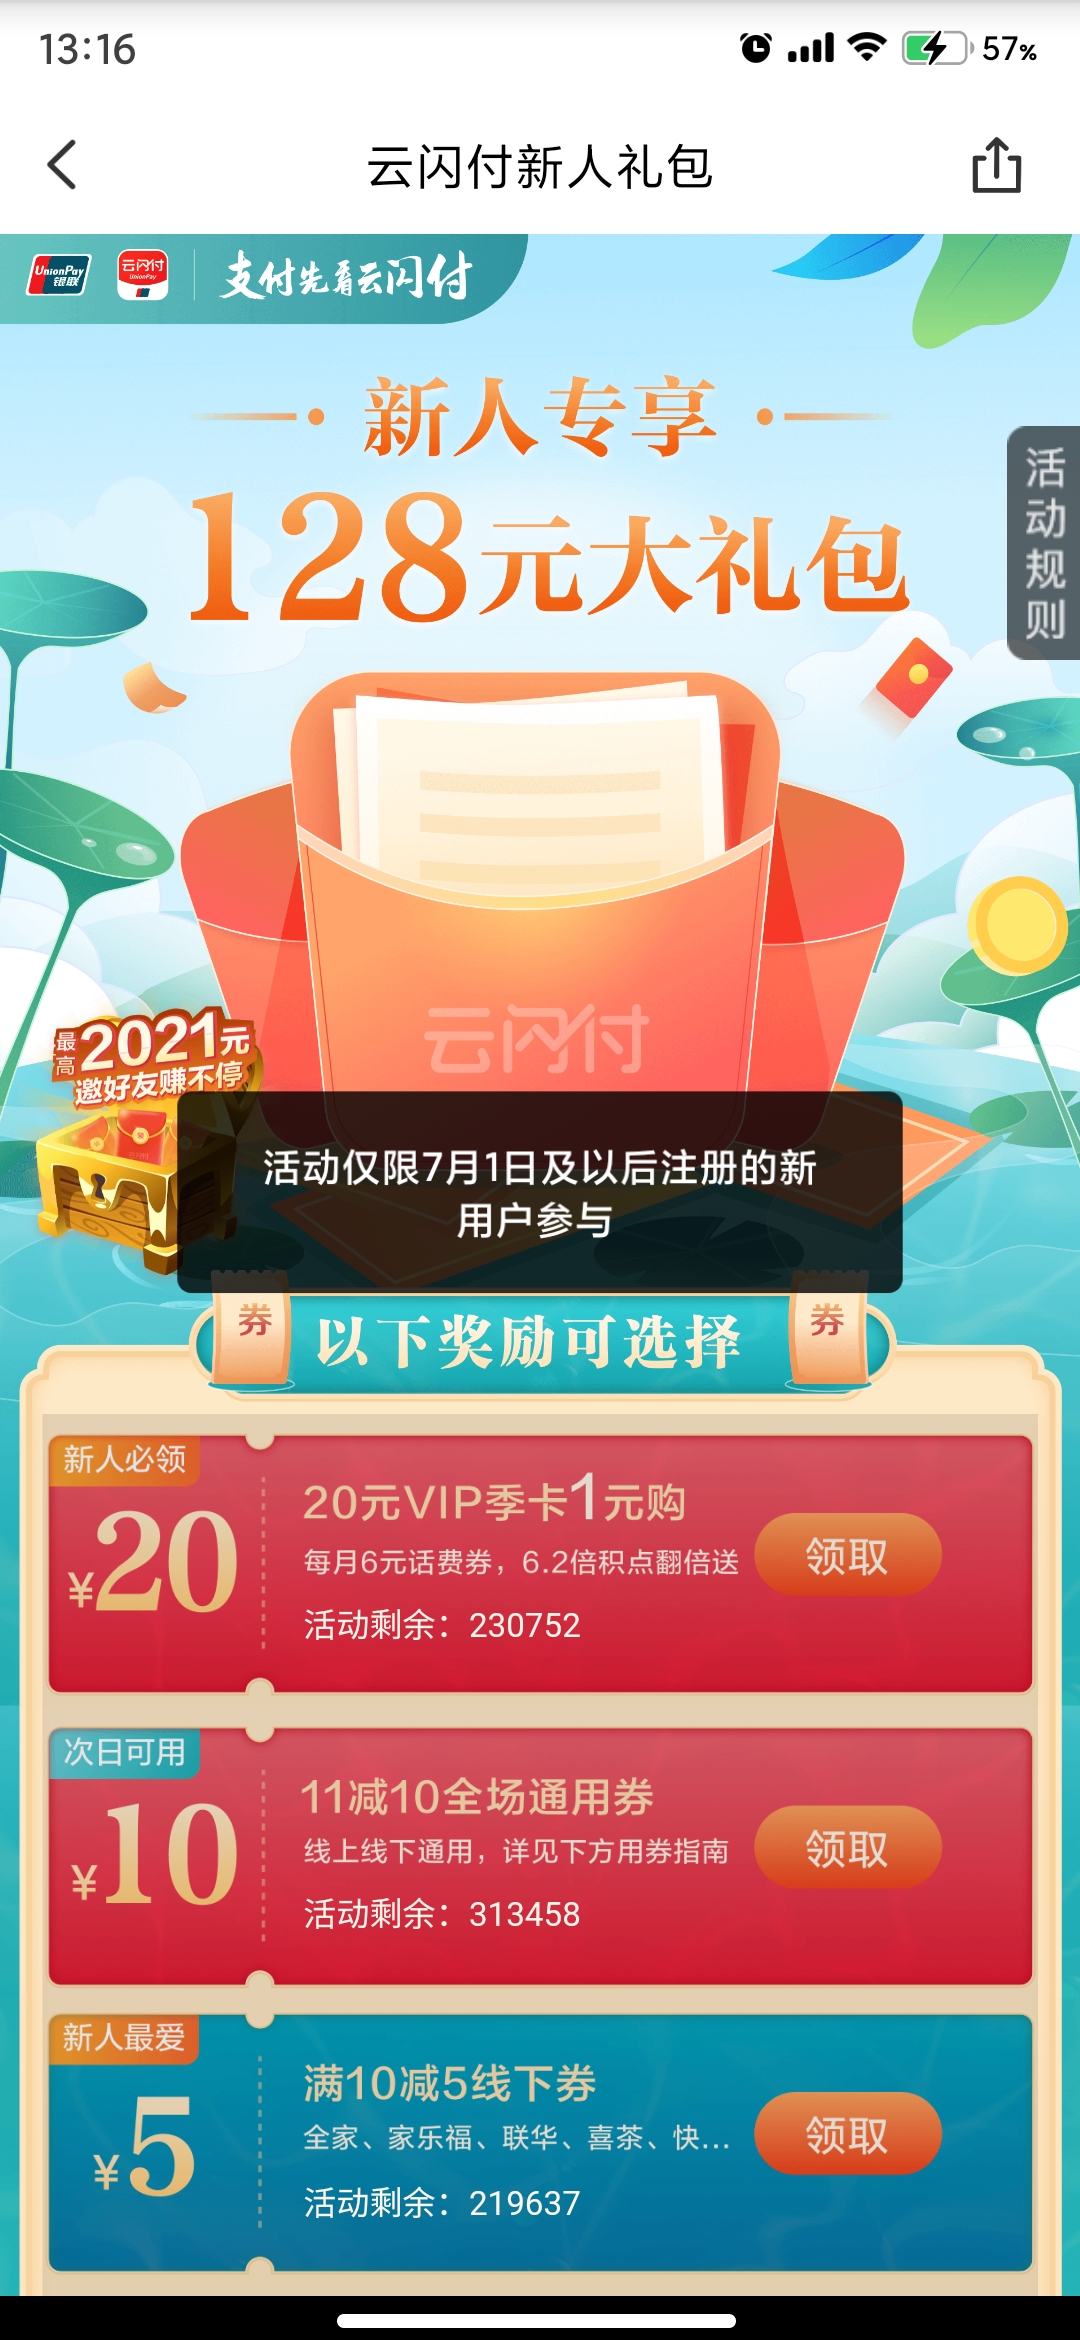 13:16
57%
云闪付新人礼包
UnionPay
银联
云闪付
UnionPay
支付先看云闪付
新人专享
128元大礼包
活动规则
云闪付
最高2021元
邀好友赚不停
活动仅限7月1日及以后注册的新
用户参与
券
以下奖励可选择
券
新人必领
¥20
20元VIP季卡1元购
每月6元话费券，6.2倍积点翻倍送
活动剩余：230752
领取
次日可用
¥10
11减10全场通用券
线上线下通用，详见下方用券指南
活动剩余：313458
领取
新人最爱
¥5
满10减5线下券
全家、家乐福、联华、喜茶、快...
活动剩余：219637
领取